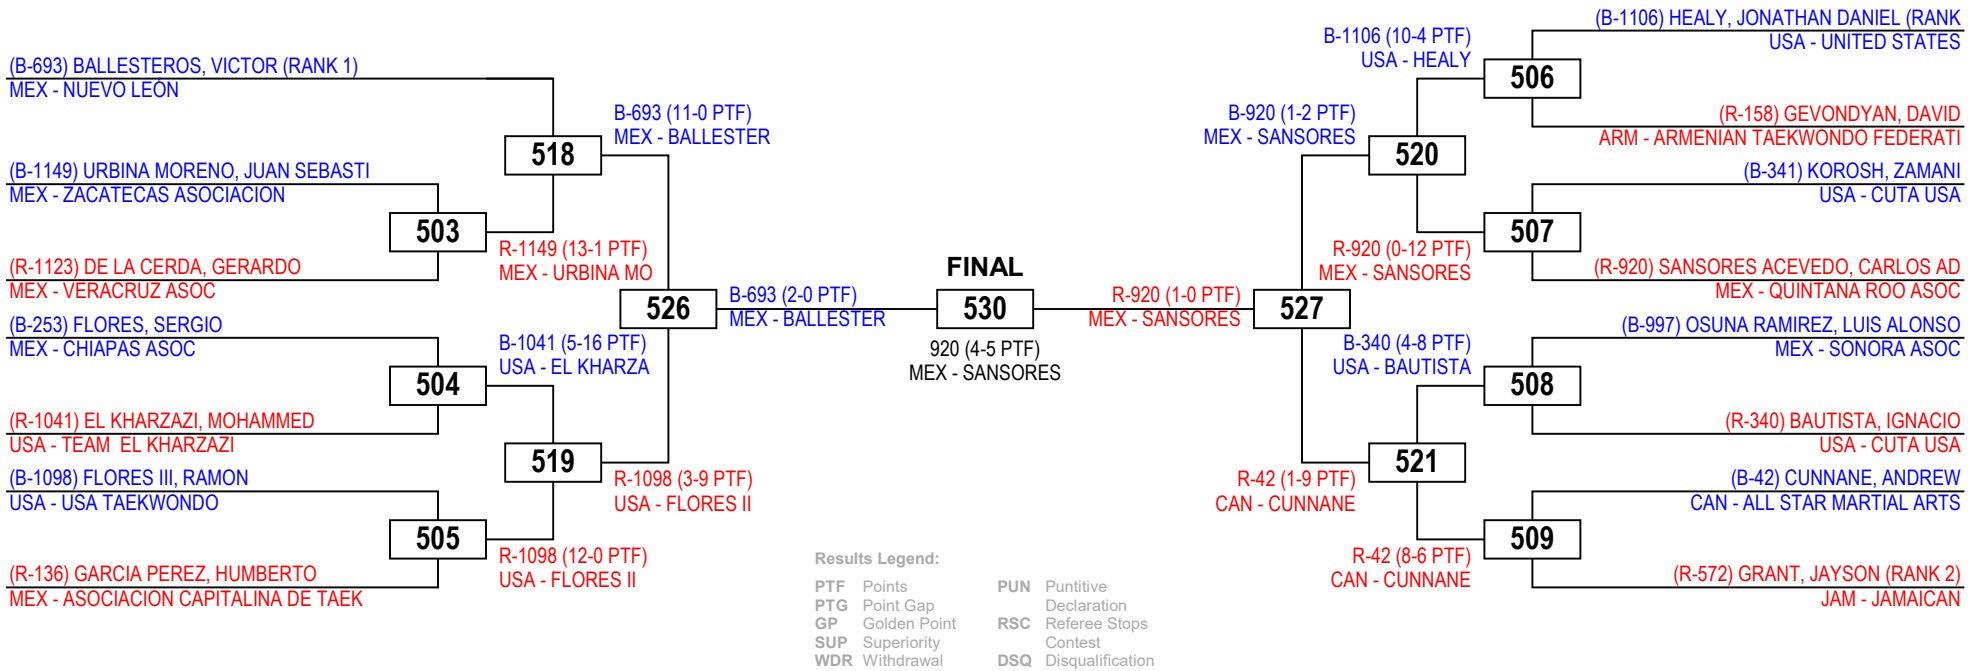 (B-693) BALLESTEROS, VICTOR (RANK 1)
MEX - NUEVO LEÓN
(B-1149) URBINA MORENO, JUAN SEBASTI
MEX - ZACATECAS ASOCIACION
(R-1123) DE LA CERDA, GERARDO
MEX - VERACRUZ ASOC
(B-253) FLORES, SERGIO
MEX - CHIAPAS ASOC
(R-1041) EL KHARZAZI, MOHAMMED
USA - TEAM  EL KHARZAZI
(B-1098) FLORES III, RAMON
USA - USA TAEKWONDO
(R-136) GARCIA PEREZ, HUMBERTO
MEX - ASOCIACION CAPITALINA DE TAEK
503
504
505
R-1149 (13-1 PTF)
MEX - URBINA MO
B-1041 (5-16 PTF)
USA - EL KHARZA
R-1098 (12-0 PTF)
USA - FLORES II
518
519
B-693 (11-0 PTF)
MEX - BALLESTER
R-1098 (3-9 PTF)
USA - FLORES II
526
B-693 (2-0 PTF)
MEX - BALLESTER
FINAL
530
920 (4-5 PTF)
MEX - SANSORES
R-920 (1-0 PTF)
MEX - SANSORES
527
B-920 (1-2 PTF)
MEX - SANSORES
R-42 (1-9 PTF)
CAN - CUNNANE
520
521
B-1106 (10-4 PTF)
USA - HEALY
R-920 (0-12 PTF)
MEX - SANSORES
B-340 (4-8 PTF)
USA - BAUTISTA
R-42 (8-6 PTF)
CAN - CUNNANE
506
507
508
509
(B-1106) HEALY, JONATHAN DANIEL (RANK
USA - UNITED STATES
(R-158) GEVONDYAN, DAVID
ARM - ARMENIAN TAEKWONDO FEDERATI
(B-341) KOROSH, ZAMANI
USA - CUTA USA
(R-920) SANSORES ACEVEDO, CARLOS AD
MEX - QUINTANA ROO ASOC
(B-997) OSUNA RAMIREZ, LUIS ALONSO
MEX - SONORA ASOC
(R-340) BAUTISTA, IGNACIO
USA - CUTA USA
(B-42) CUNNANE, ANDREW
CAN - ALL STAR MARTIAL ARTS
(R-572) GRANT, JAYSON (RANK 2)
JAM - JAMAICAN
Results Legend:
PTF Points
PTG Point Gap
GP Golden Point
SUP Superiority
WDR Withdrawal
PUN Puntitive
Declaration
RSC Referee Stops
Contest
DSQ Disqualification